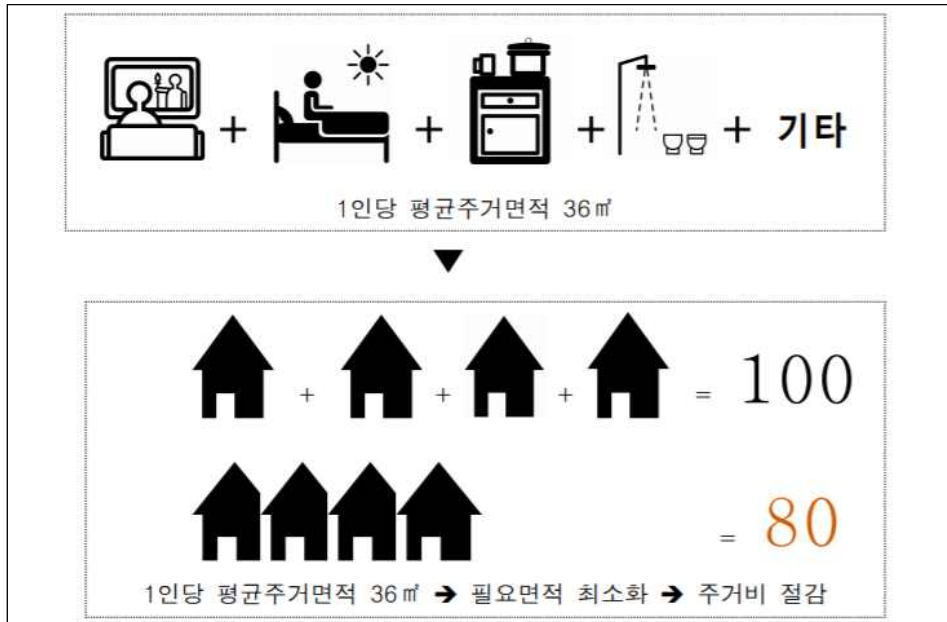 + + + + 기타
1인당 평균주거면적 36㎡
+ + + = 100
= 80
1인당 평균주거면적 36㎡ ➔ 필요면적 최소화 ➔ 주거비 절감